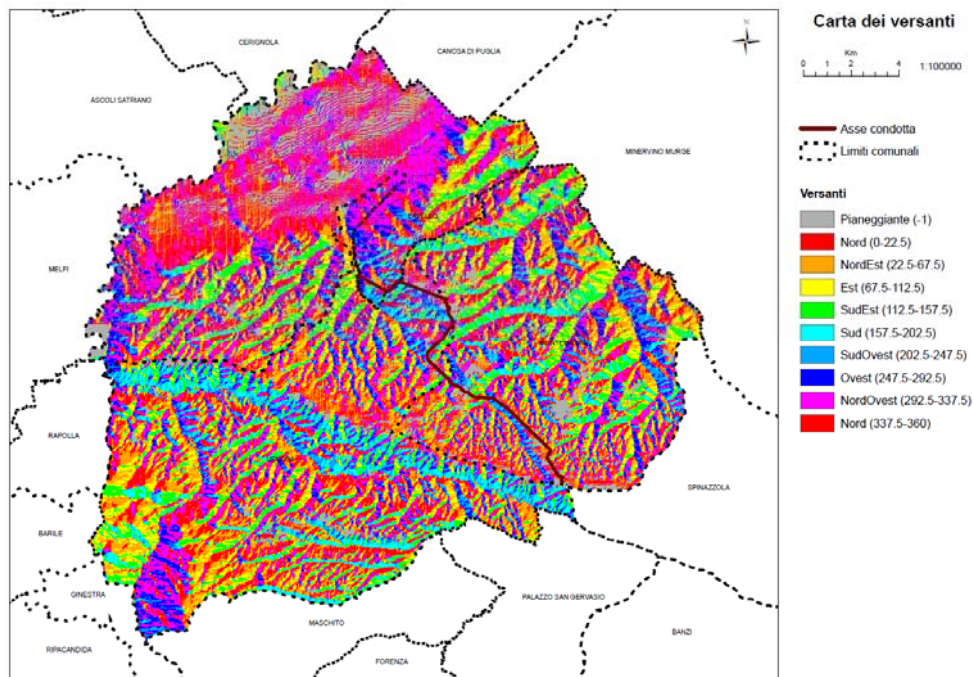 CERIGNOLA
CANOSA DI PUGLIA
ASCOLI SATRIANO
MINERVINO MURGE
MELFI
RAPOLLA
SPINAZZOLA
BARILE
GINESTRA
PALAZZO SAN GERVASIO
MASCHITO
BANZI
RIPACANDIDA
FORENZA
N
Carta dei versanti
Km
0 1 2 4
1:100000
Asse condotta
Limiti comunali
Versanti
Pianeggiante (-1)
Nord (0-22.5)
NordEst (22.5-67.5)
Est (67.5-112.5)
SudEst (112.5-157.5)
Sud (157.5-202.5)
SudOvest (202.5-247.5)
Ovest (247.5-292.5)
NordOvest (292.5-337.5)
Nord (337.5-360)